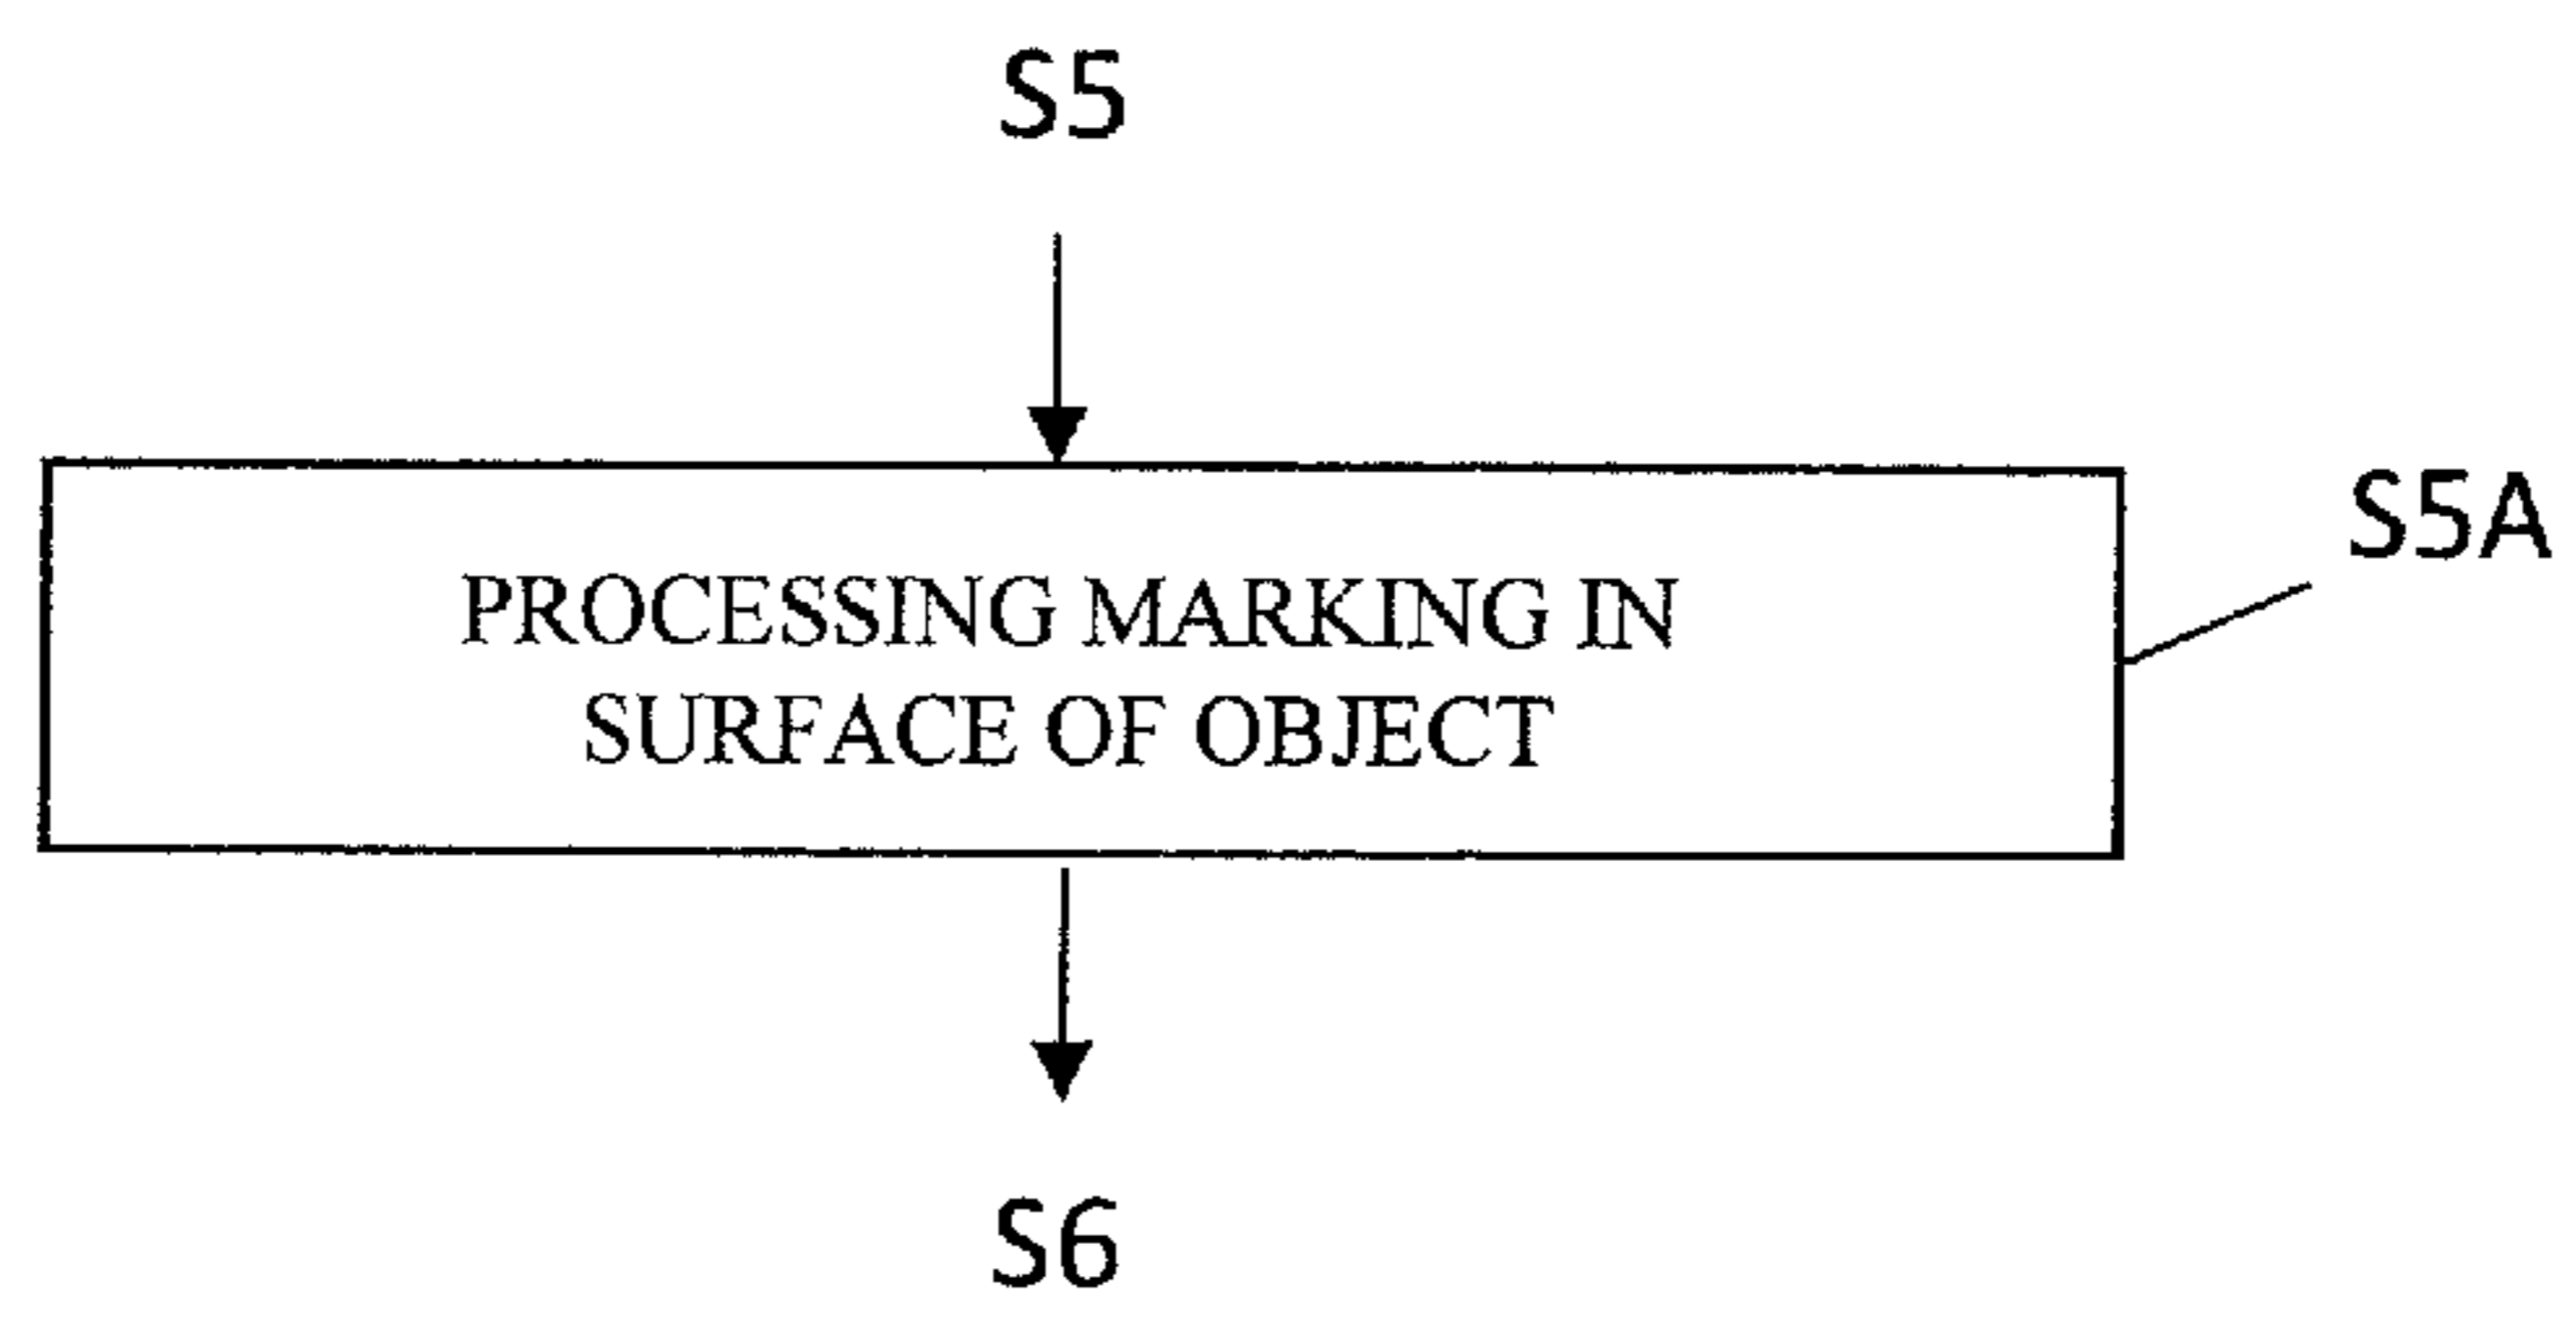 S5
S5A
PROCESSING MARKING IN
SURFACE OF OBJECT
S6